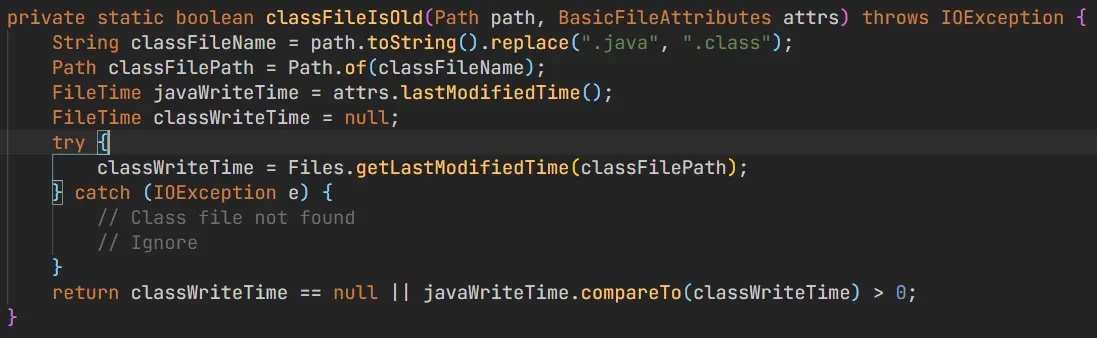 private static boolean classFileIsOld(Path path, BasicFileAttributes attrs) throws IOException {
    String classFileName = path.toString().replace(".java", ".class");
    Path classFilePath = Path.of(classFileName);
    FileTime javaWriteTime = attrs.lastModifiedTime();
    FileTime classWriteTime = null;
    try {
        classWriteTime = Files.getLastModifiedTime(classFilePath);
    } catch (IOException e) {
        // Class file not found
        // Ignore
    }
    return classWriteTime == null || javaWriteTime.compareTo(classWriteTime) > 0;
}